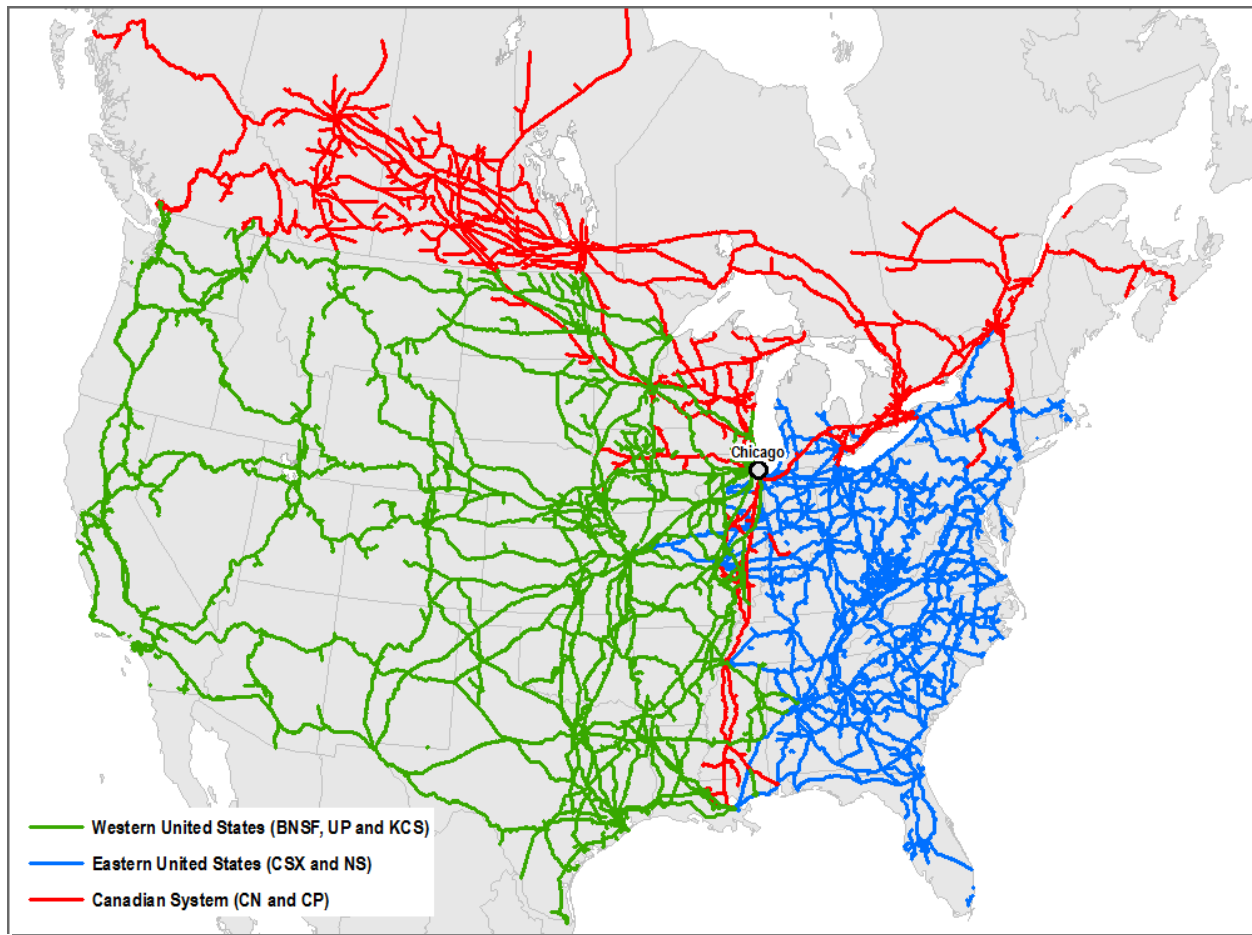 Chicago
Western United States (BNSF, UP and KCS)
Eastern United States (CSX and NS)
Canadian System (CN and CP)